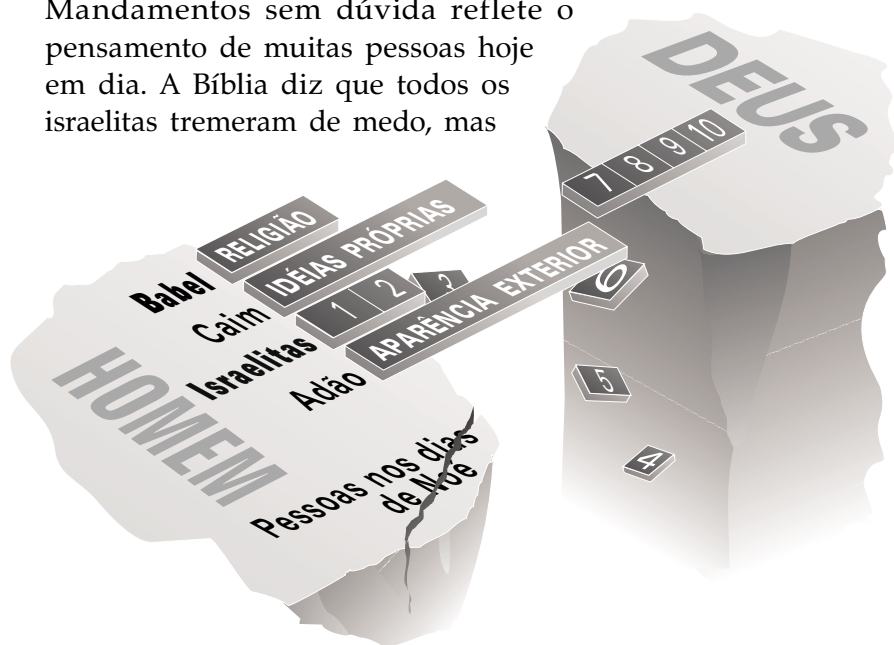 Mandamentos sem dúvida reflete o
pensamento de muitas pessoas hoje
em dia. A Bíblia diz que todos os
israelitas tremeram de medo, mas
DEUS
7 8 9 10
RELIGIÃO
Babel
IDÉIAS PRÓPRIAS
Caim
1 2 3
Israelitas
APARÊNCIA EXTERIOR
Adão
6
5
4
HOMEM
Pessoas nos dias
de Noé